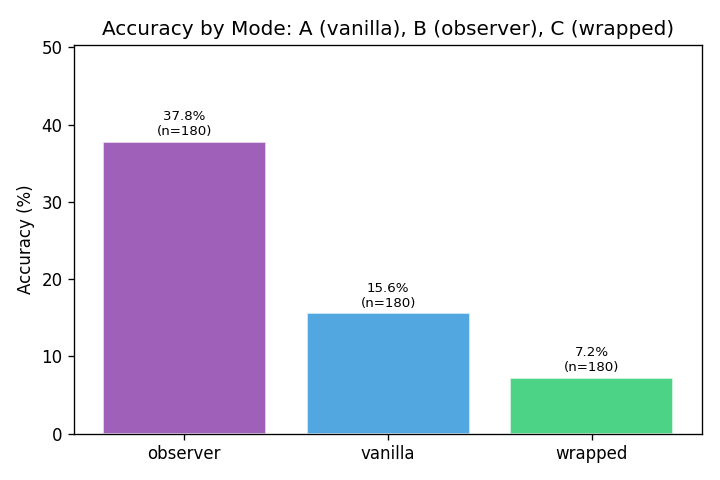 Accuracy by Mode: A (vanilla), B (observer), C (wrapped)
Accuracy (%)
50
40
30
20
10
0
37.8%
(n=180)
15.6%
(n=180)
7.2%
(n=180)
observer
vanilla
wrapped